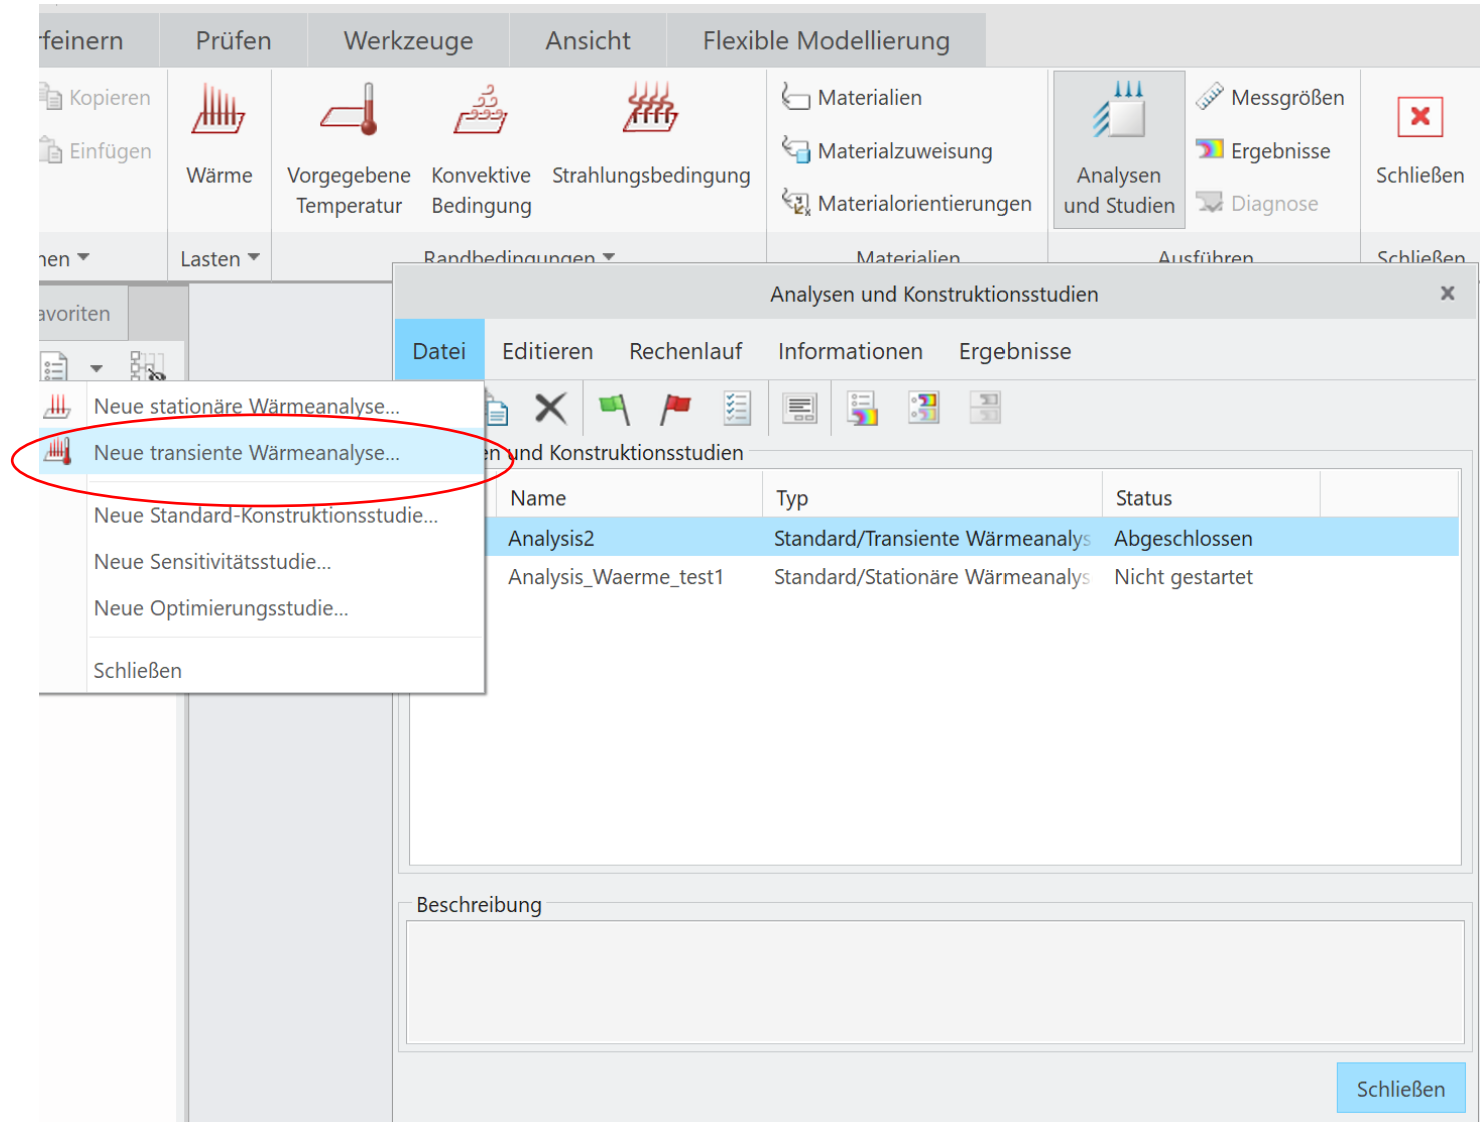 feinern Prüfen Werkzeuge Ansicht Flexible Modellierung
Kopieren
Einfügen
Wärme
Vorgegebene
Temperatur
Konvektive
Bedingung
Strahlungsbedingung
Materialien
Materialzuweisung
Materialorientierungen
Analysen
und Studien
Messgrößen
Ergebnisse
Diagnose
Schließen
nen Lasten Randbedingungen Materialien Ausführen Schließen
avoriten
Analysen und Konstruktionsstudien
Datei Editieren Rechenlauf Informationen Ergebnisse
Neue stationäre Wärmeanalyse...
Neue transiente Wärmeanalyse...
Neue Standard-Konstruktionsstudie...
Neue Sensitivitätsstudie...
Neue Optimierungsstudie...
Schließen
en und Konstruktionsstudien
Name Typ Status
Analysis2 Standard/Transiente Wärmeanalys Abgeschlossen
Analysis_Waerme_test1 Standard/Stationäre Wärmeanalys Nicht gestartet
Beschreibung
Schließen